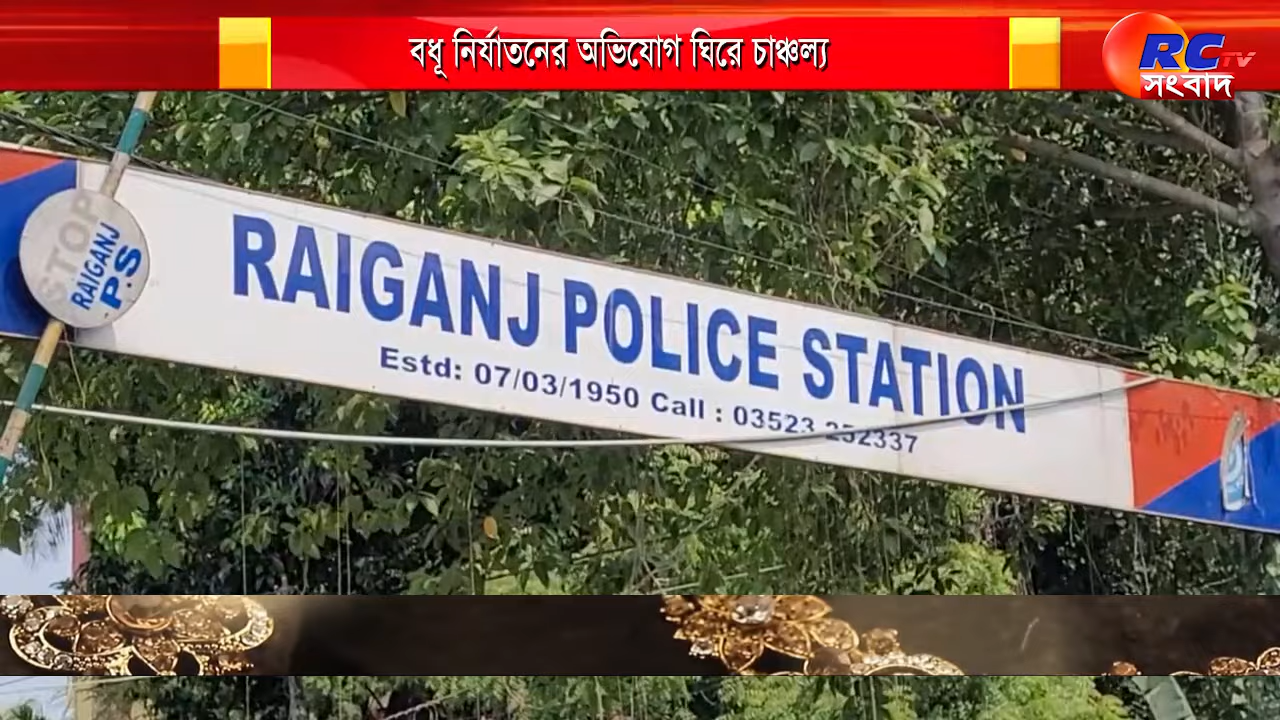 বধূ নির্যাতনের অভিযোগ ঘিরে চাঞ্চল্য
RC TV
সংবাদ
STOP
RAIGANJ
P.S
RAIGANJ POLICE STATION
Estd: 07/03/1950 Call : 03523 252337